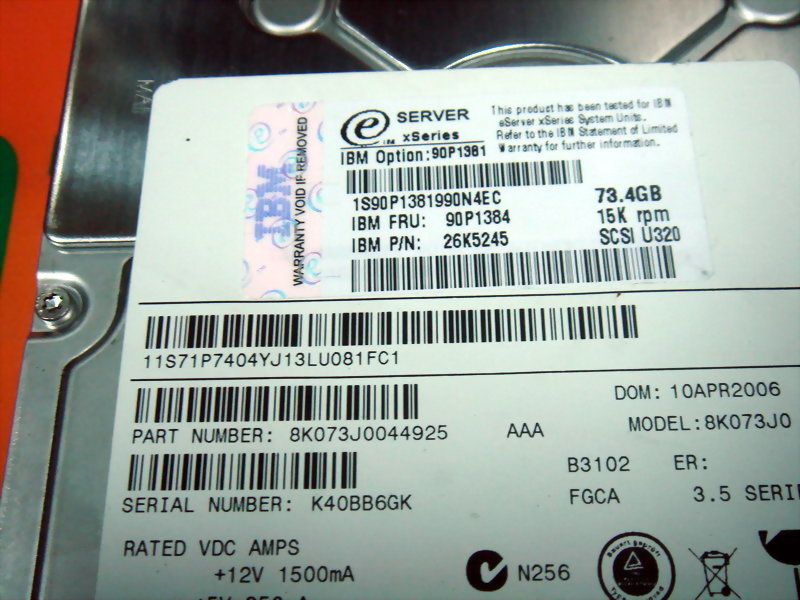 SERVER
xSeries
This product has been tested for IBM
eServer xSeries System Units.
Refer to the IBM Statement of Limited
Warranty for further information.
IBM Option:90P1381
1S90P1381990N4EC
73.4GB
IBM FRU: 90P1384
15K rpm
IBM P/N: 26K5245
SCSI U320
IBM
WARRANTY VOID IF REMOVED
11S71P7404YJ13LU081FC1
DOM: 10APR2006
PART NUMBER: 8K073J0044925
AAA
MODEL:8K073J0
B3102 ER:
SERIAL NUMBER: K40BB6GK
FGCA
3.5 SERI
RATED VDC AMPS
+12V 1500mA
N256
Bauart geprüft